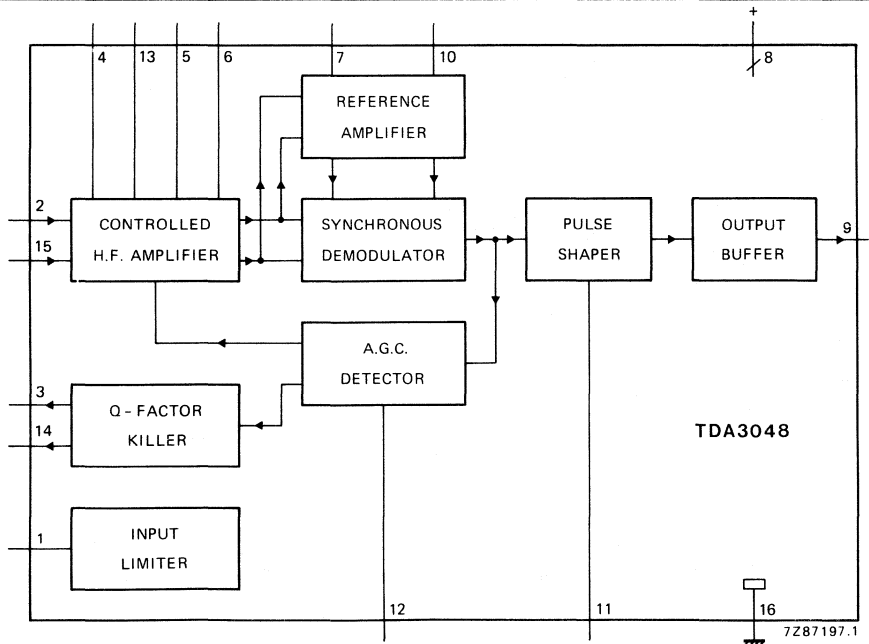 +
4 13 5 6 7 10 8
REFERENCE
AMPLIFIER
2
CONTROLLED
H.F. AMPLIFIER
15
SYNCHRONOUS
DEMODULATOR
PULSE
SHAPER
OUTPUT
BUFFER
9
A.G.C.
DETECTOR
3
Q-FACTOR
KILLER
14
TDA3048
1
INPUT
LIMITER
12 11 16
7Z87197.1